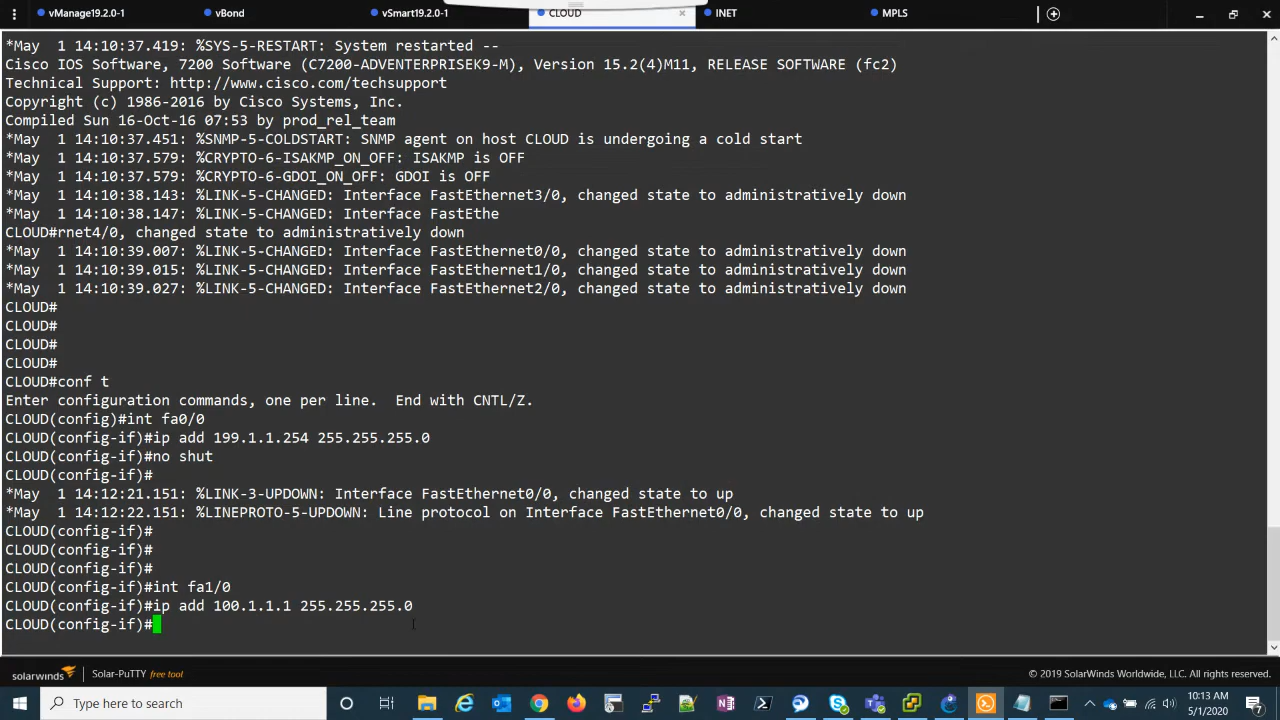 vManage19.2.0-1
vBond
vSmart19.2.0-1
CLOUD
INET
MPLS
*May  1 14:10:37.419: %SYS-5-RESTART: System restarted --
Cisco IOS Software, 7200 Software (C7200-ADVENTERPRISEK9-M), Version 15.2(4)M11, RELEASE SOFTWARE (fc2)
Technical Support: http://www.cisco.com/techsupport
Copyright (c) 1986-2016 by Cisco Systems, Inc.
Compiled Sun 16-Oct-16 07:53 by prod_rel_team
*May  1 14:10:37.451: %SNMP-5-COLDSTART: SNMP agent on host CLOUD is undergoing a cold start
*May  1 14:10:37.579: %CRYPTO-6-ISAKMP_ON_OFF: ISAKMP is OFF
*May  1 14:10:37.579: %CRYPTO-6-GDOI_ON_OFF: GDOI is OFF
*May  1 14:10:38.143: %LINK-5-CHANGED: Interface FastEthernet3/0, changed state to administratively down
*May  1 14:10:38.147: %LINK-5-CHANGED: Interface FastEthe
CLOUD#rnet4/0, changed state to administratively down
*May  1 14:10:39.007: %LINK-5-CHANGED: Interface FastEthernet0/0, changed state to administratively down
*May  1 14:10:39.015: %LINK-5-CHANGED: Interface FastEthernet1/0, changed state to administratively down
*May  1 14:10:39.027: %LINK-5-CHANGED: Interface FastEthernet2/0, changed state to administratively down
CLOUD#
CLOUD#
CLOUD#
CLOUD#
CLOUD#conf t
Enter configuration commands, one per line.  End with CNTL/Z.
CLOUD(config)#int fa0/0
CLOUD(config-if)#ip add 199.1.1.254 255.255.255.0
CLOUD(config-if)#no shut
CLOUD(config-if)#
*May  1 14:12:21.151: %LINK-3-UPDOWN: Interface FastEthernet0/0, changed state to up
*May  1 14:12:22.151: %LINEPROTO-5-UPDOWN: Line protocol on Interface FastEthernet0/0, changed state to up
CLOUD(config-if)#
CLOUD(config-if)#
CLOUD(config-if)#
CLOUD(config-if)#int fa1/0
CLOUD(config-if)#ip add 100.1.1.1 255.255.255.0
CLOUD(config-if)#
solarwinds
Solar-PuTTY free tool
© 2019 SolarWinds Worldwide, LLC. All rights reserved.
Type here to search
10:13 AM
5/1/2020